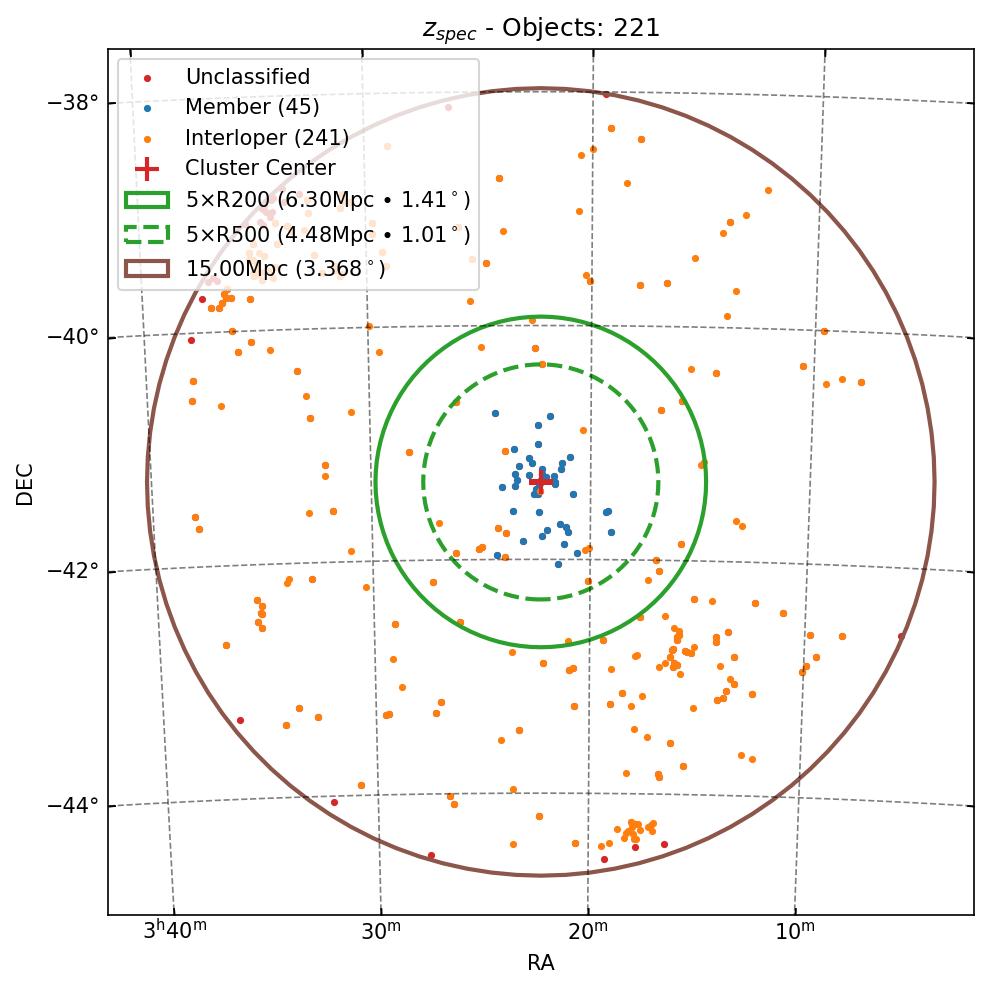 z_spec - Objects: 221
Unclassified
Member (45)
Interloper (241)
Cluster Center
5×R200 (6.30Mpc • 1.41°)
5×R500 (4.48Mpc • 1.01°)
15.00Mpc (3.368°)
−38°
−40°
−42°
−44°
DEC
3h40m
30m
20m
10m
RA